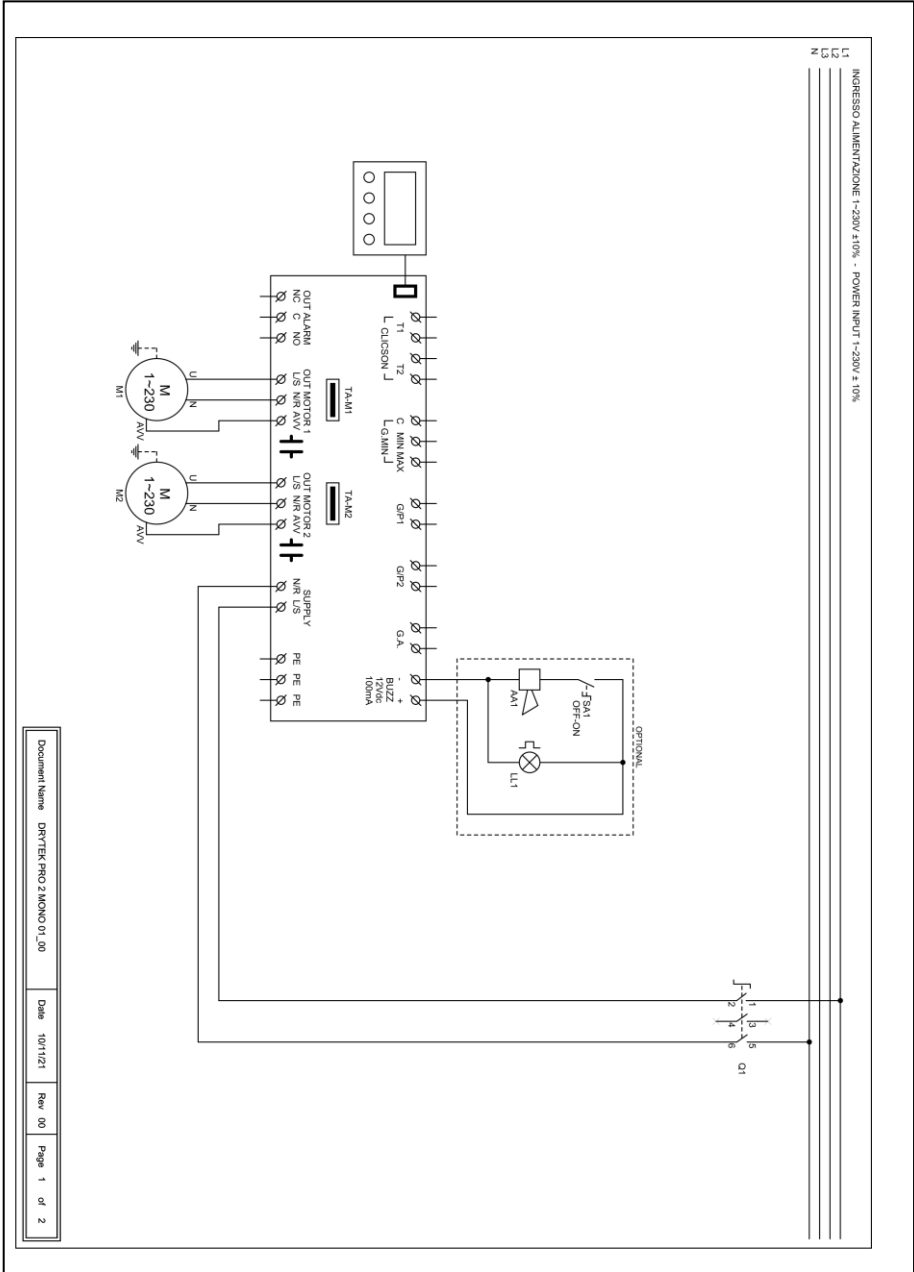 INGRESSO ALIMENTAZIONE 1~230V ±10% - POWER INPUT 1~230V ± 10%
L1
L2
L3
N
1
3
5
2
4
6
Q1
OPTIONAL
SA1
OFF-ON
AA1
LL1
T1
T2
CLICSON
C
MIN
MAX
G.MIN
G/P1
G/P2
G.A.
-
+
BUZZ
12Vdc
100mA
TA-M1
TA-M2
OUT ALARM
NC
C
NO
OUT MOTOR 1
L/S
N/R
AVV
OUT MOTOR 2
L/S
N/R
AVV
SUPPLY
N/R
L/S
PE
PE
PE
U
N
AVV
M
1~230
M1
U
N
AVV
M
1~230
M2
Document Name DRYTEK PRO 2 MONO 01_00
Date 10/11/21
Rev 00
Page 1 of 2